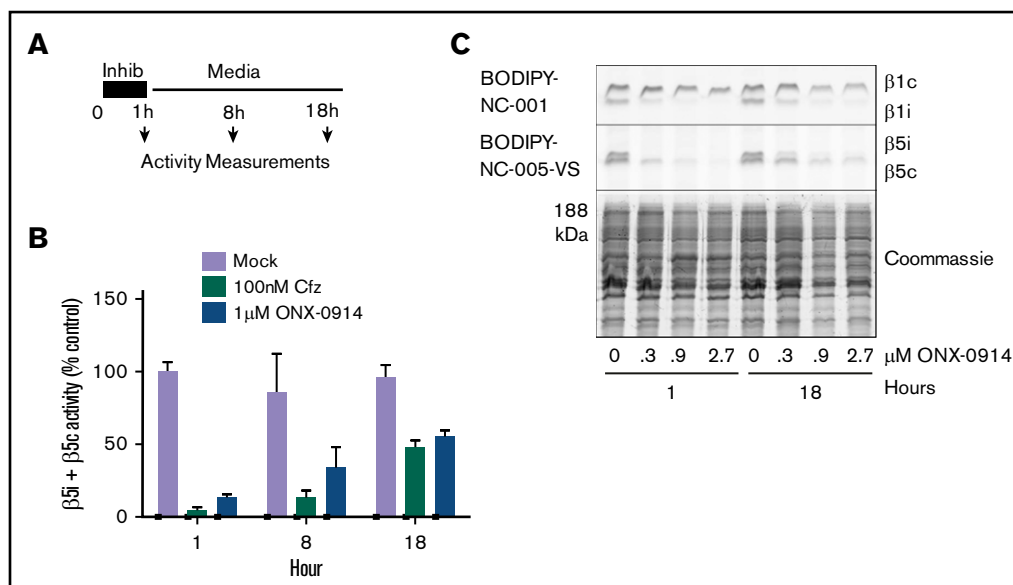 A
Inhib Media
0 1h 8h 18h
Activity Measurements
B
Mock
100nM Cfz
1μM ONX-0914
β5i + β5c activity (% control)
150
100
50
0
1 8 18
Hour
C
BODIPY-
NC-001
β1c
β1i
BODIPY-
NC-005-VS
β5i
β5c
188
kDa
Coommassie
0 .3 .9 2.7 0 .3 .9 2.7 μM ONX-0914
1 18 Hours